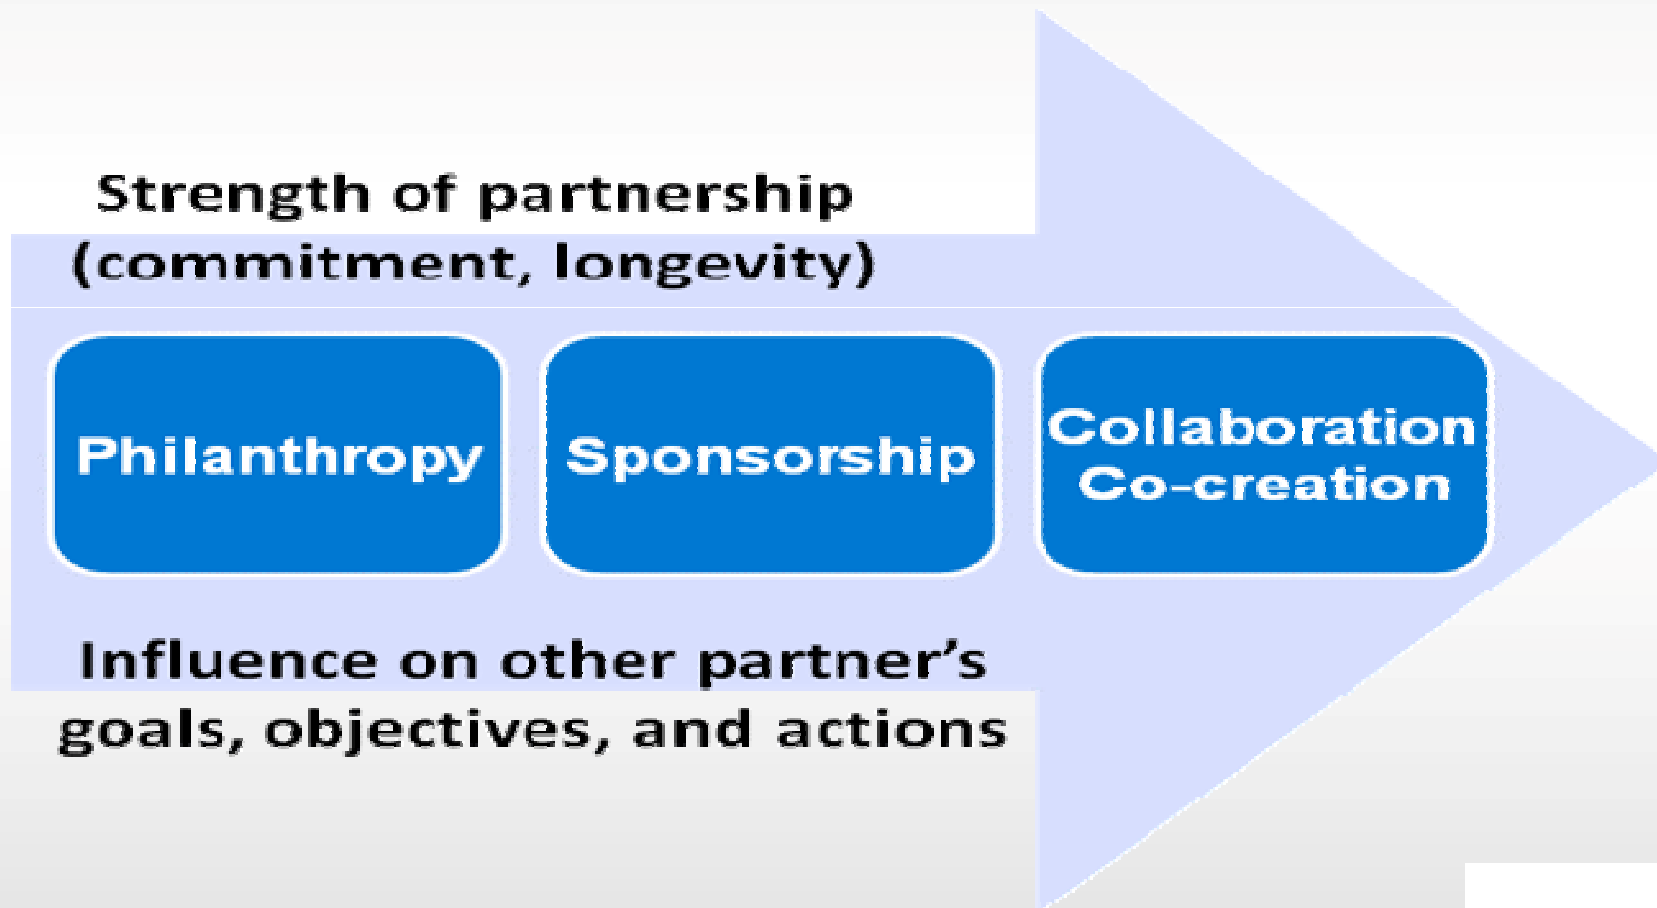 Strength of partnership
(commitment, longevity)
Philanthropy
Sponsorship
Collaboration
Co-creation
Influence on other partner’s
goals, objectives, and actions